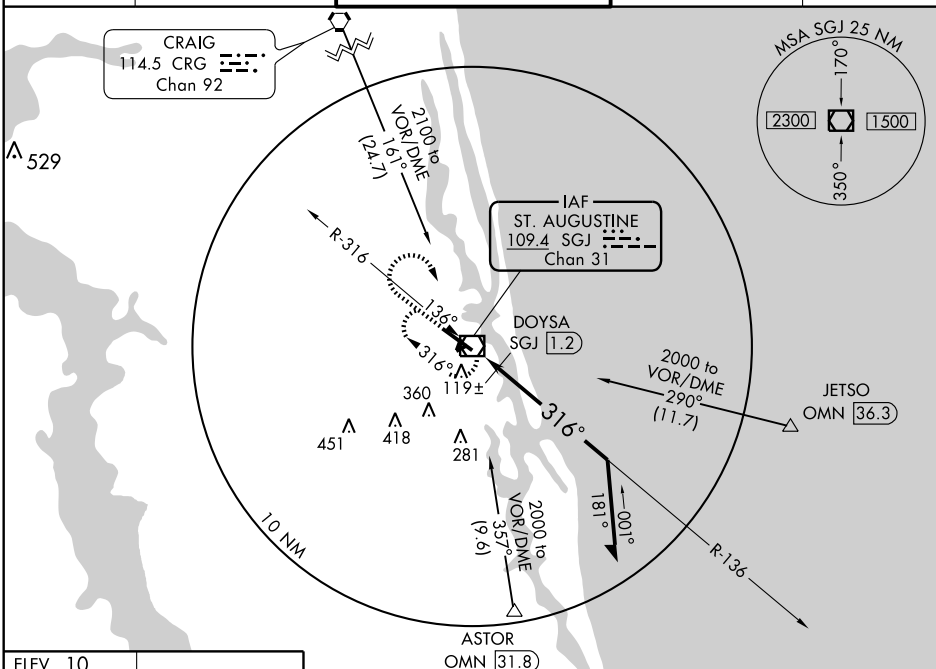 CRAIG
114.5 CRG
Chan 92
529
2100 to
VOR/DME
161°
(24.7)
MSA SGJ 25 NM
170°
2300
1500
350°
IAF
ST. AUGUSTINE
109.4 SGJ
Chan 31
R-316
136°
316°
DOYSA
SGJ 1.2
119±
360
451
418
281
316°
2000 to
VOR/DME
290°
(11.7)
JETSO
OMN 36.3
181°
001°
R-136
2000 to
VOR/DME
357°
(9.6)
10 NM
ASTOR
OMN 31.8
ELEV 10